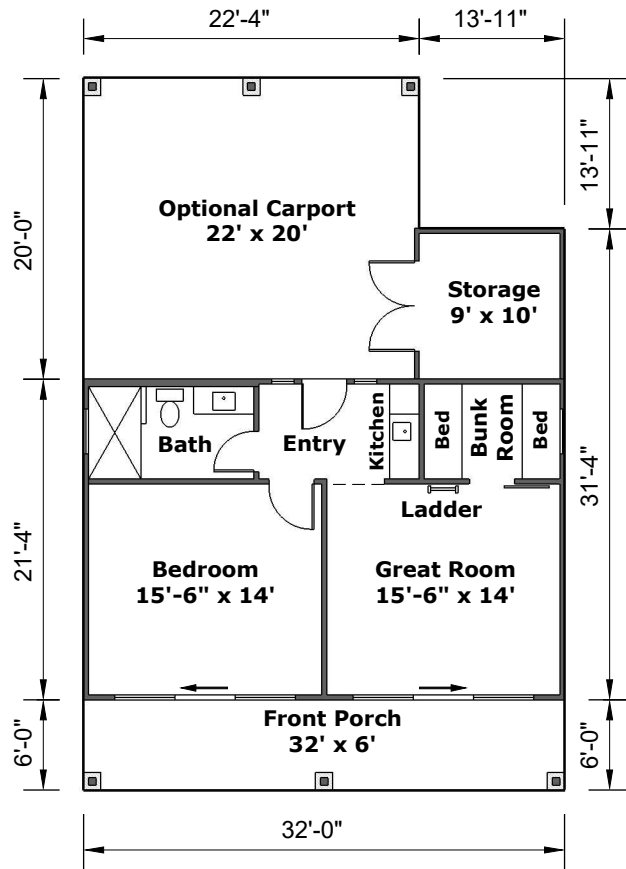 22'-4"
13'-11"
Optional Carport
22' x 20'
20'-0"
13'-11"
Storage
9' x 10'
Bath
Entry
Kitchen
Bed
Bunk
Room
Bed
31'-4"
Ladder
21'-4"
Bedroom
15'-6" x 14'
Great Room
15'-6" x 14'
Front Porch
32' x 6'
6'-0"
6'-0"
32'-0"